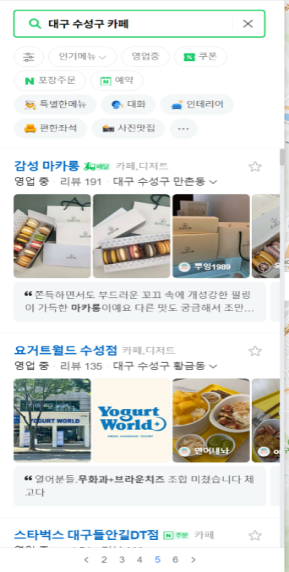 대구 수성구 카페
인기메뉴 영업중 쿠폰
N 포장주문 N 예약
특별한메뉴 대화 인테리어
편한좌석 사진맛집 ...
감성 마카롱 배달 카페,디저트
영업 중 리뷰 191 · 대구 수성구 만촌동
투잉1989
❝ 쫀득하면서도 부드러운 꼬끄 속에 개성강한 필링
이 가득한 마카롱이에요 다른 맛도 궁금해서 조만...
요거트월드 수성점 카페,디저트
영업 중 리뷰 135 · 대구 수성구 황금동
YOGURT WORLD
Yogurt
World
연어내놔
❝ 열어분들,무화과+브라운치즈 조합 미쳤습니다 체
고다
스타벅스 대구들안길DT점 N 주문 카페
< 2 3 4 5 6 >